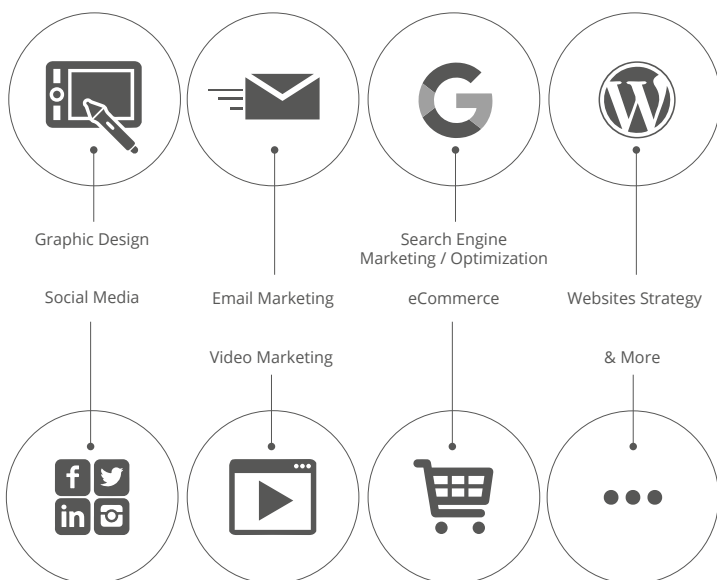 Graphic Design
Search Engine
Marketing / Optimization
Social Media
Email Marketing
eCommerce
Websites Strategy
Video Marketing
& More